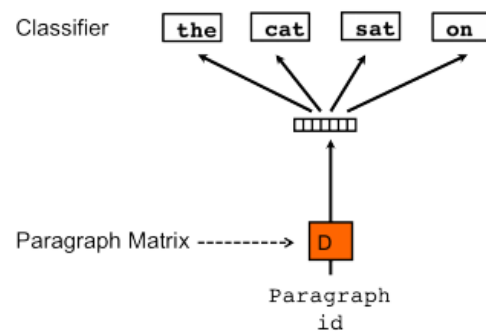 Classifier the cat sat on
Paragraph Matrix D
Paragraph
id